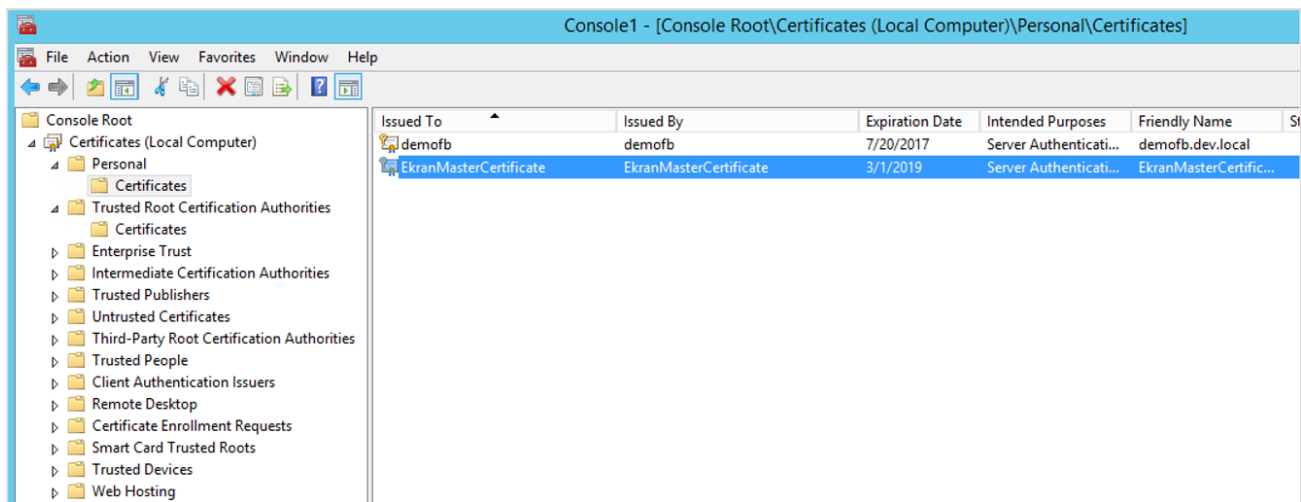 Console1 - [Console Root\Certificates (Local Computer)\Personal\Certificates]
File Action View Favorites Window Help
Console Root
Certificates (Local Computer)
Personal
Certificates
Trusted Root Certification Authorities
Certificates
Enterprise Trust
Intermediate Certification Authorities
Trusted Publishers
Untrusted Certificates
Third-Party Root Certification Authorities
Trusted People
Client Authentication Issuers
Remote Desktop
Certificate Enrollment Requests
Smart Card Trusted Roots
Trusted Devices
Web Hosting
Issued To Issued By Expiration Date Intended Purposes Friendly Name St
demofb demofb 7/20/2017 Server Authenticati... demofb.dev.local
EkranMasterCertificate EkranMasterCertificate 3/1/2019 Server Authenticati... EkranMasterCertific...